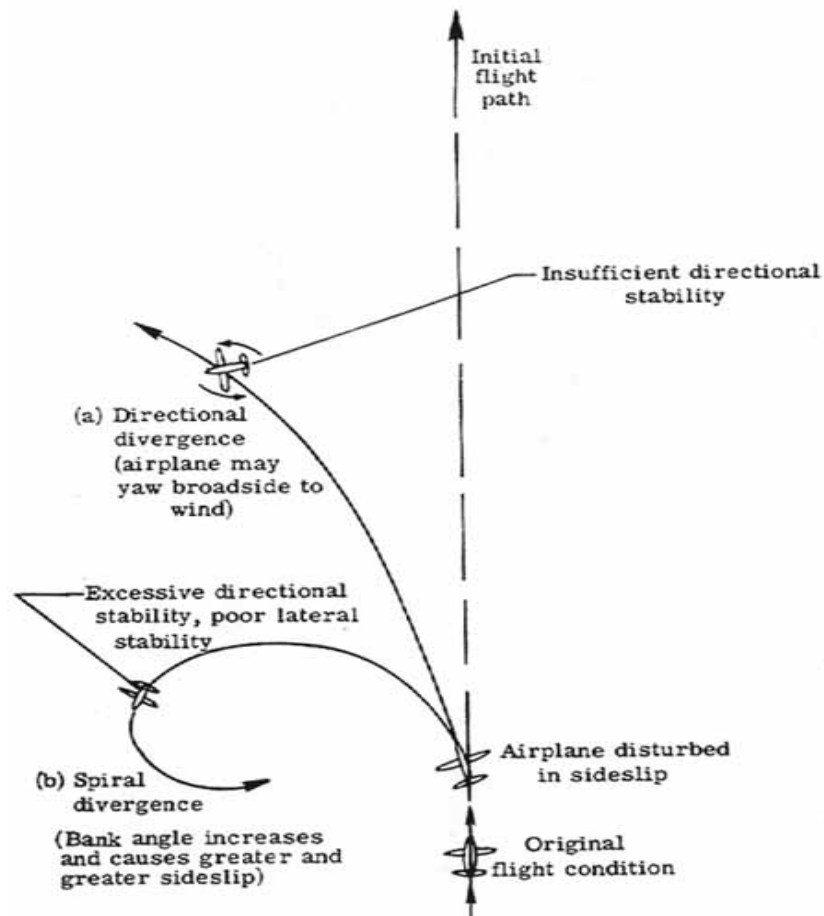 Initial
flight
path
Insufficient directional
stability
(a) Directional
divergence
(airplane may
yaw broadside to
wind)
Excessive directional
stability, poor lateral
stability
Airplane disturbed
in sideslip
(b) Spiral
divergence
(Bank angle increases
and causes greater and
greater sideslip)
Original
flight condition